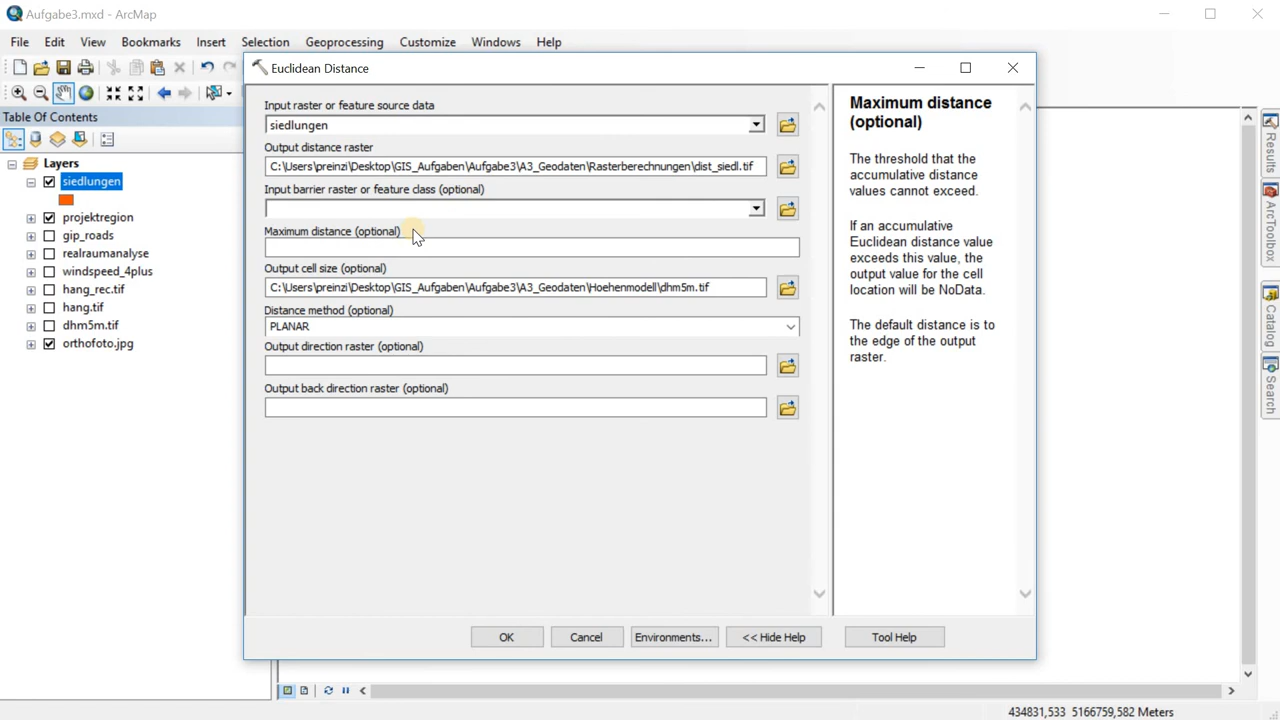 Aufgabe3.mxd - ArcMap
File Edit View Bookmarks Insert Selection Geoprocessing Customize Windows Help
Table Of Contents
Layers
siedlungen
projektregion
gip_roads
realraumanalyse
windspeed_4plus
hang_rec.tif
hang.tif
dhm5m.tif
orthofoto.jpg
Euclidean Distance
Input raster or feature source data
siedlungen
Output distance raster
C:\Users\preinzi\Desktop\GIS_Aufgaben\Aufgabe3\A3_Geodaten\Rasterberechnungen\dist_siedl.tif
Input barrier raster or feature class (optional)
Maximum distance (optional)
Output cell size (optional)
C:\Users\preinzi\Desktop\GIS_Aufgaben\Aufgabe3\A3_Geodaten\Hoehenmodell\dhm5m.tif
Distance method (optional)
PLANAR
Output direction raster (optional)
Output back direction raster (optional)
OK Cancel Environments... << Hide Help Tool Help
Maximum distance
(optional)
The threshold that the
accumulative distance
values cannot exceed.
If an accumulative
Euclidean distance value
exceeds this value, the
output value for the cell
location will be NoData.
The default distance is to
the edge of the output
raster.
Results
ArcToolbox
Catalog
Search
434831,533 5166759,582 Meters